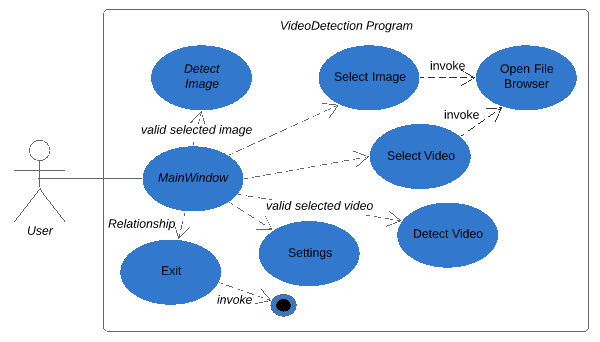 VideoDetection Program
Detect
Image
Select Image
invoke
Open File
Browser
valid selected image
invoke
Select Video
MainWindow
valid selected video
Relationship
Detect Video
User
Settings
Exit
invoke